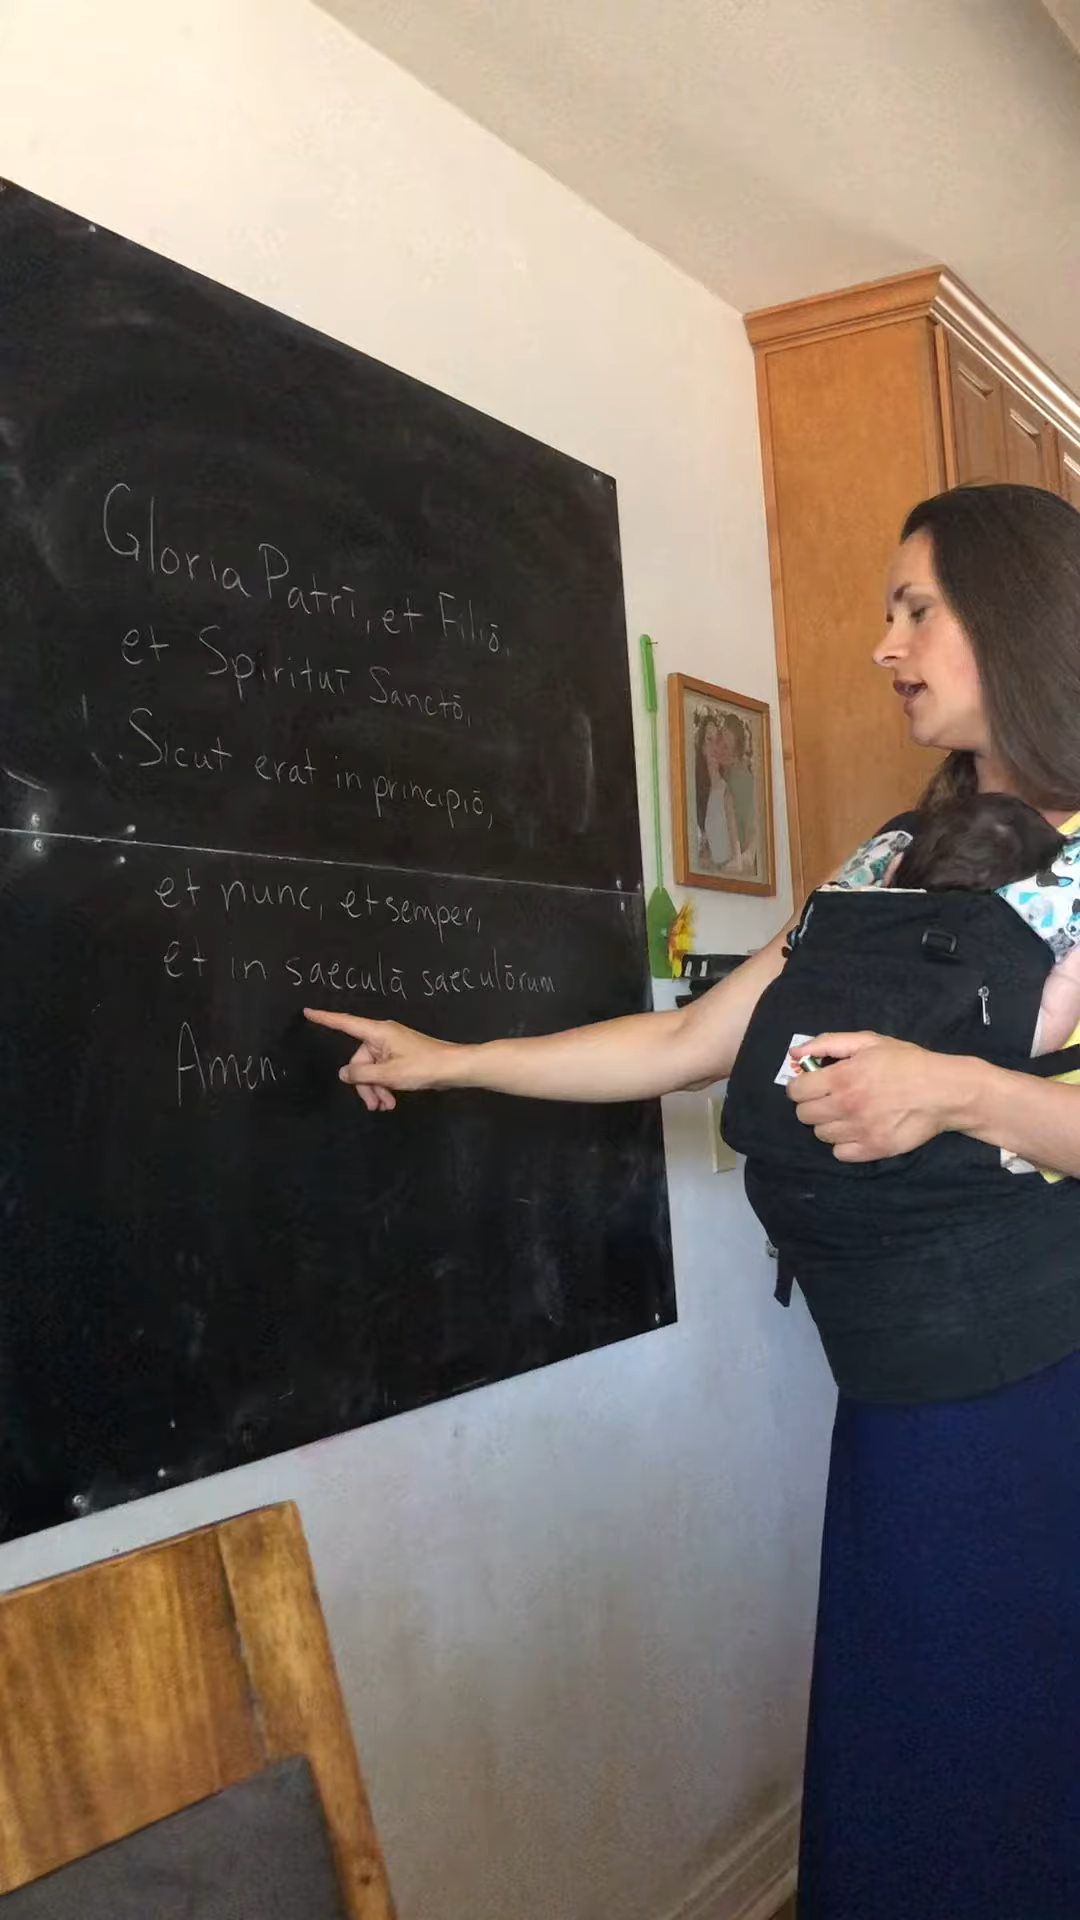 Gloria Patrī, et Filiō,
et Spirituī Sanctō,
Sicut erat in principiō,
et nunc, et semper,
et in saeculā saeculōrum
Amen.